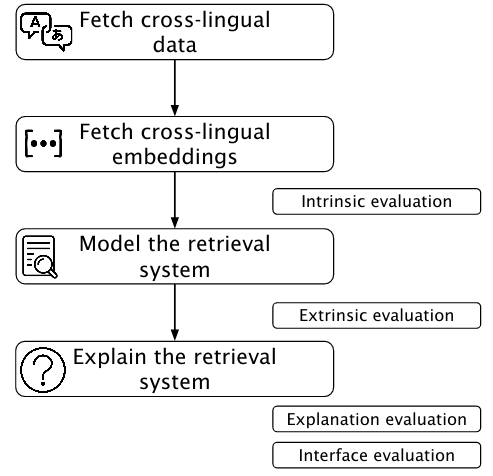 A
あ
Fetch cross-lingual
data
[•••]
Fetch cross-lingual
embeddings
Intrinsic evaluation
Model the retrieval
system
Extrinsic evaluation
?
Explain the retrieval
system
Explanation evaluation
Interface evaluation